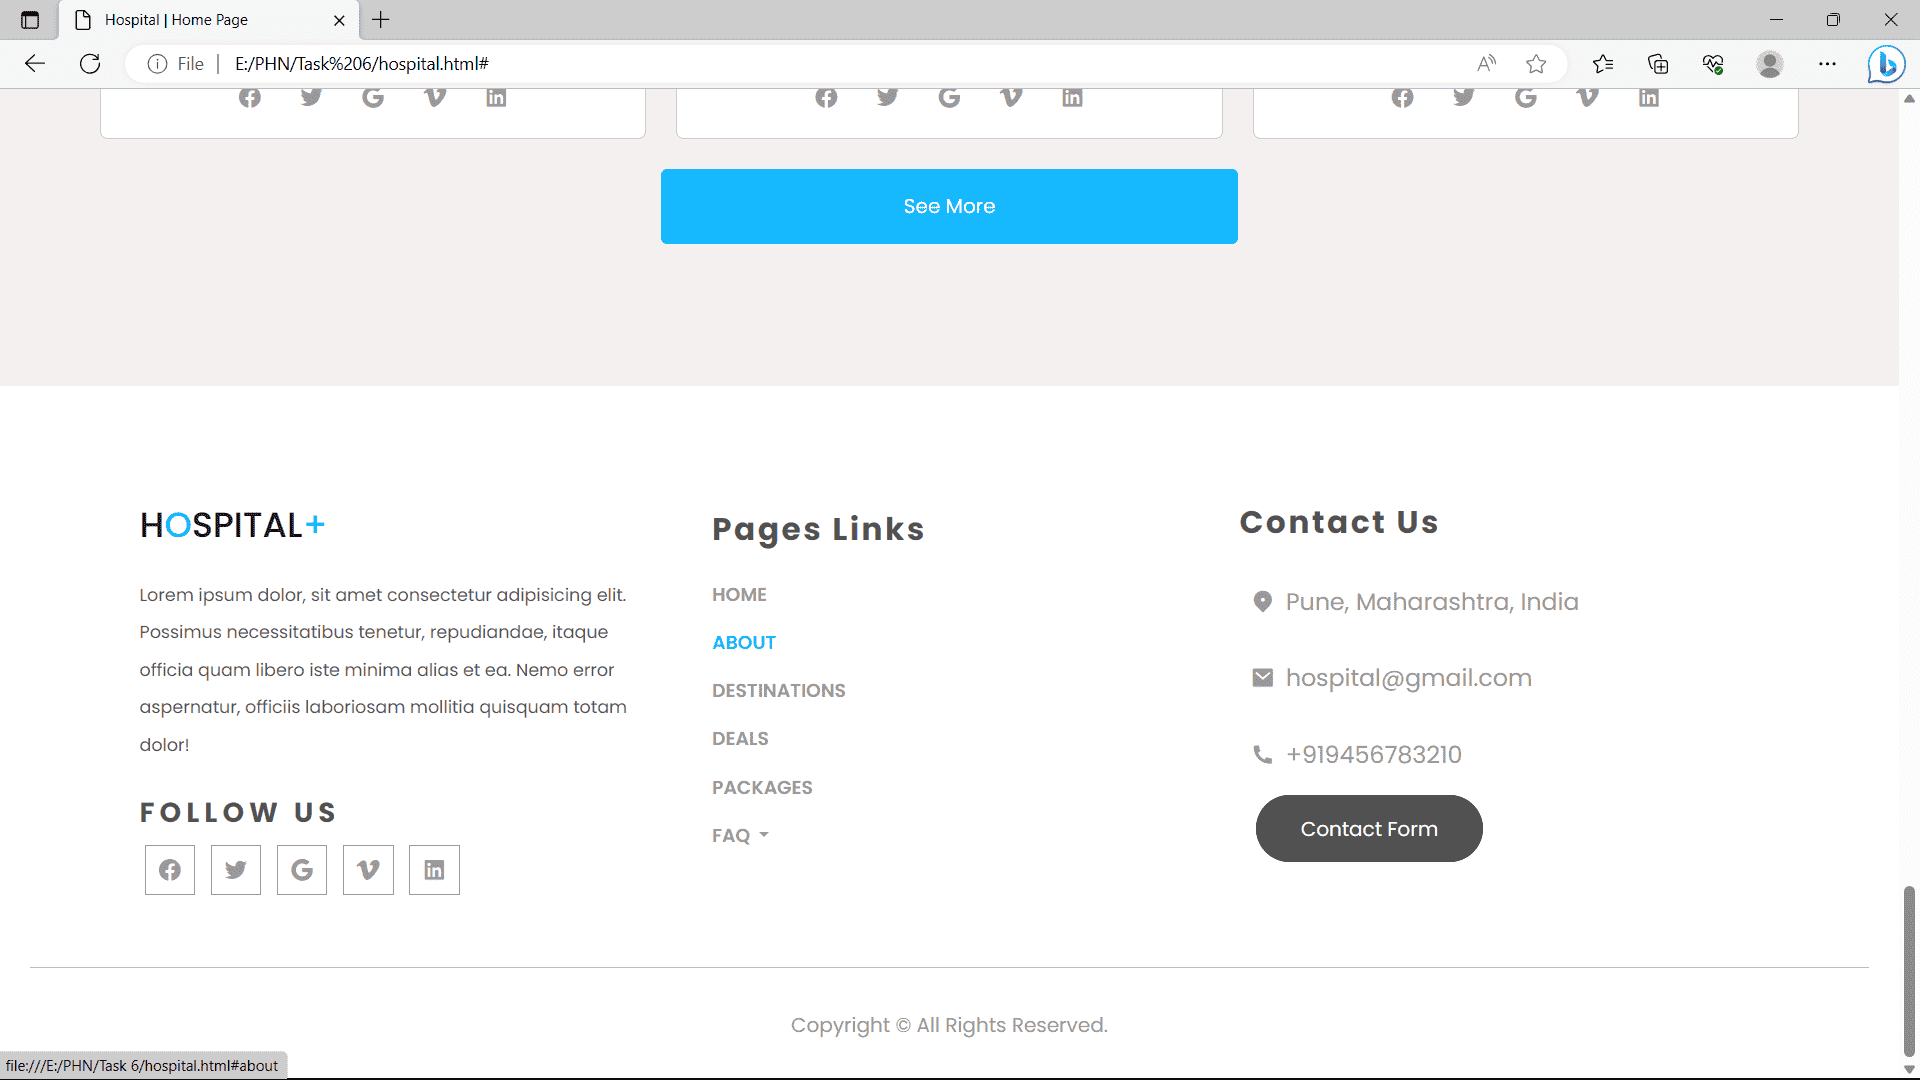 Hospital | Home Page
File
E:/PHN/Task%206/hospital.html#
See More
HOSPITAL+
Lorem ipsum dolor, sit amet consectetur adipisicing elit.
Possimus necessitatibus tenetur, repudiandae, itaque
officia quam libero iste minima alias et ea. Nemo error
aspernatur, officiis laboriosam mollitia quisquam totam
dolor!
FOLLOW US
Pages Links
HOME
ABOUT
DESTINATIONS
DEALS
PACKAGES
FAQ
Contact Us
Pune, Maharashtra, India
hospital@gmail.com
+919456783210
Contact Form
Copyright © All Rights Reserved.
file:///E:/PHN/Task 6/hospital.html#about